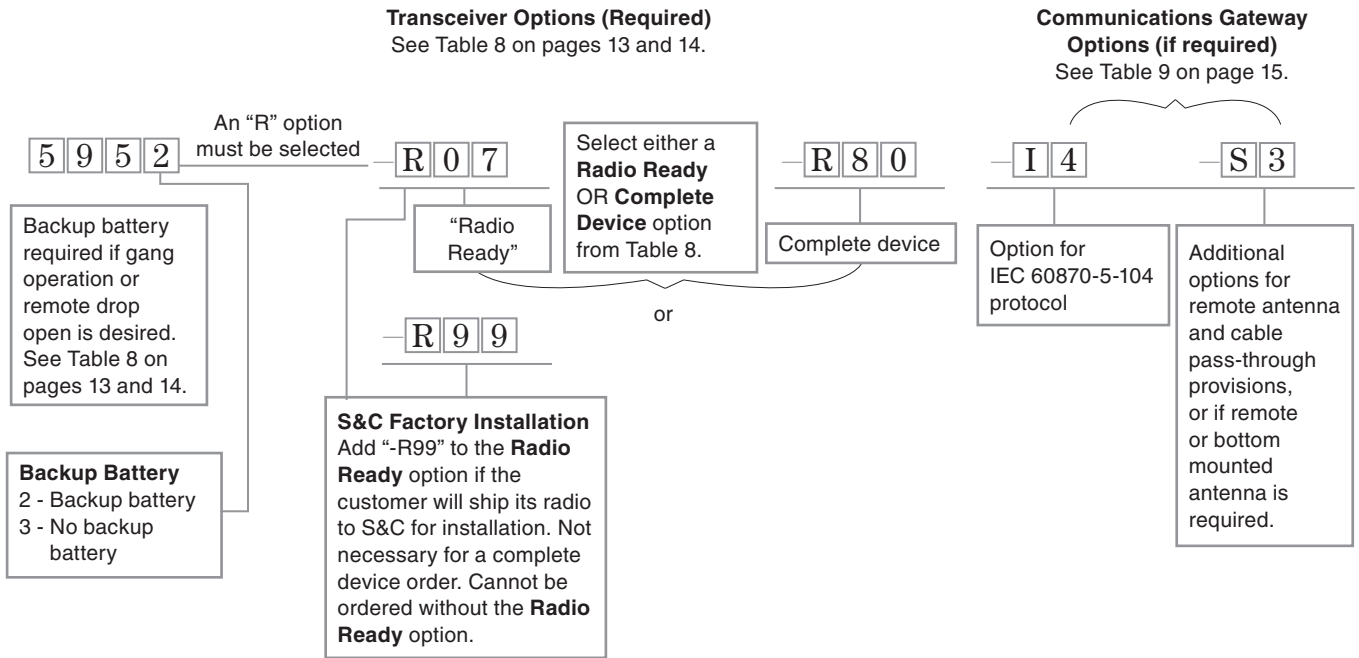 Transceiver Options (Required)
See Table 8 on pages 13 and 14.
Communications Gateway
Options (if required)
See Table 9 on page 15.
5952
An “R” option
must be selected
–R07
Select either a
Radio Ready
OR Complete
Device option
from Table 8.
–R80
–I4
–S3
Backup battery
required if gang
operation or
remote drop
open is desired.
See Table 8 on
pages 13 and 14.
“Radio
Ready”
Complete device
Option for
IEC 60870-5-104
protocol
Additional
options for
remote antenna
and cable
pass-through
provisions,
or if remote
or bottom
mounted
antenna is
required.
or
–R99
S&C Factory Installation
Add “-R99” to the Radio
Ready option if the
customer will ship its radio
to S&C for installation. Not
necessary for a complete
device order. Cannot be
ordered without the Radio
Ready option.
Backup Battery
2 - Backup battery
3 - No backup
battery